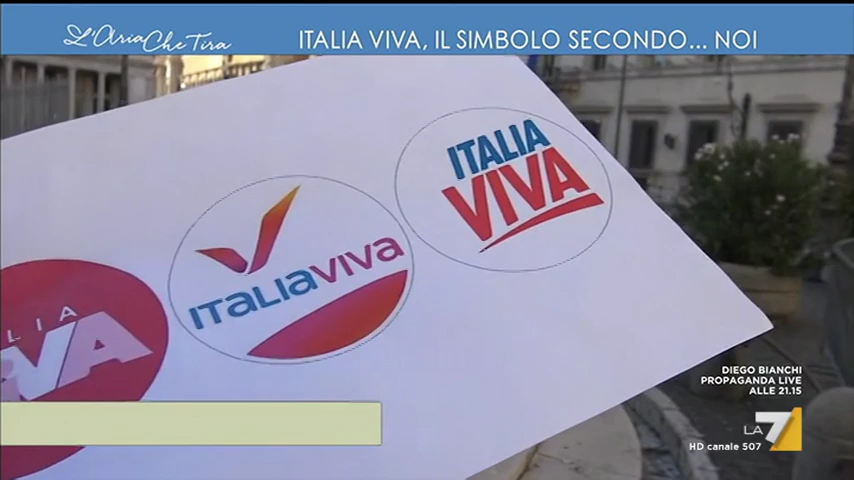 L'Aria Che Tira
ITALIA VIVA, IL SIMBOLO SECONDO... NOI
ITALIA
VIVA
ITALIAVIVA
DIEGO BIANCHI
PROPAGANDA LIVE
ALLE 21.15
LA7
HD canale 507